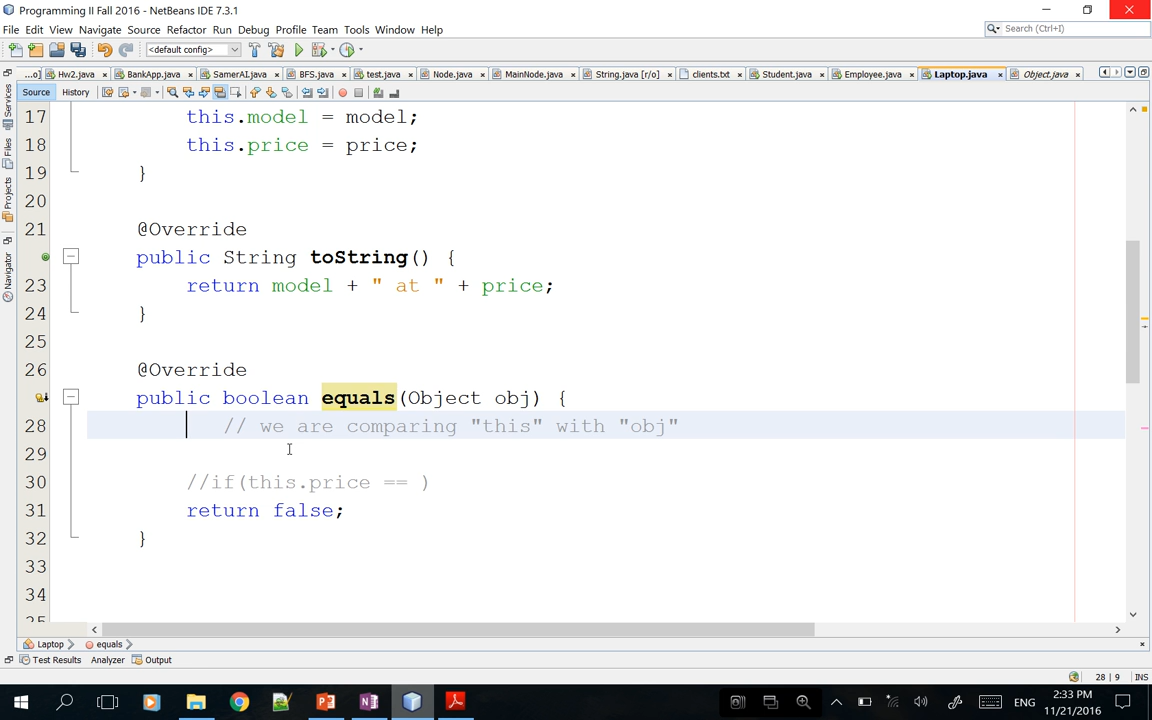 Programming II Fall 2016 - NetBeans IDE 7.3.1
File Edit View Navigate Source Refactor Run Debug Profile Team Tools Window Help
<default config>
Search (Ctrl+I)
...o] Hv2.java BankApp.java SamerAI.java BFS.java test.java Node.java MainNode.java String.java [r/o] clients.txt Student.java Employee.java Laptop.java Object.java
Source History
Services
Files
Projects
Navigator
17 this.model = model;
18 this.price = price;
19 }
20
21 @Override
public String toString() {
23 return model + " at " + price;
24 }
25
26 @Override
public boolean equals(Object obj) {
28 // we are comparing "this" with "obj"
29
30 //if(this.price == )
31 return false;
32 }
33
34
35
Laptop equals
Test Results Analyzer Output
28 | 9 INS
ENG
2:33 PM
11/21/2016